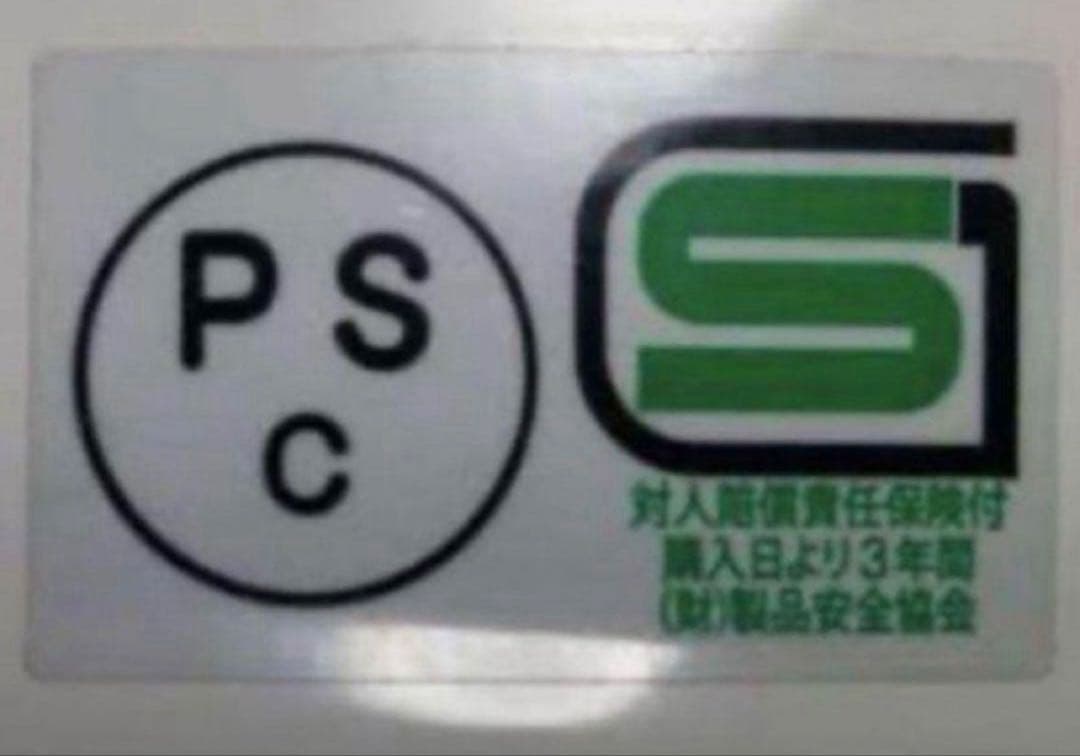 P S
C
SG
対人賠償責任保険付
購入日より3年間
(財)製品安全協会